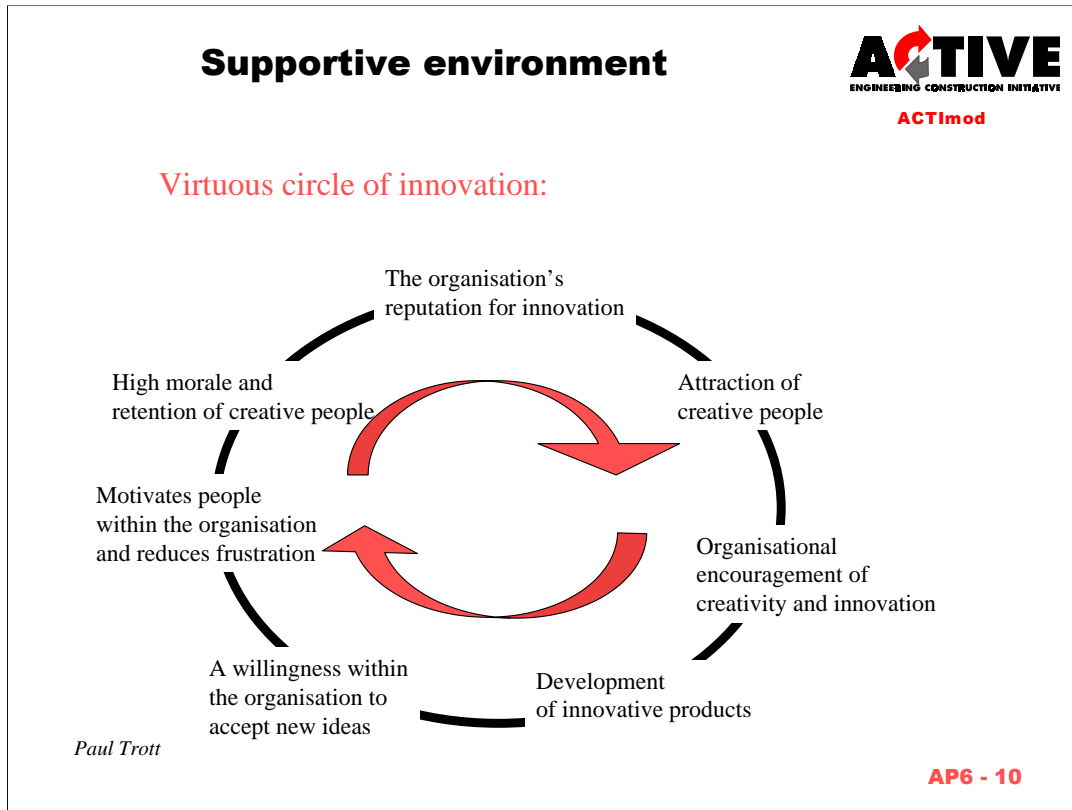 Supportive environment
ACTIVE
ENGINEERING CONSTRUCTION INITIATIVE
ACTImod
Virtuous circle of innovation:
The organisation's
reputation for innovation
High morale and
retention of creative people
Attraction of
creative people
Motivates people
within the organisation
and reduces frustration
Organisational
encouragement of
creativity and innovation
A willingness within
the organisation to
accept new ideas
Development
of innovative products
Paul Trott
AP6 - 10